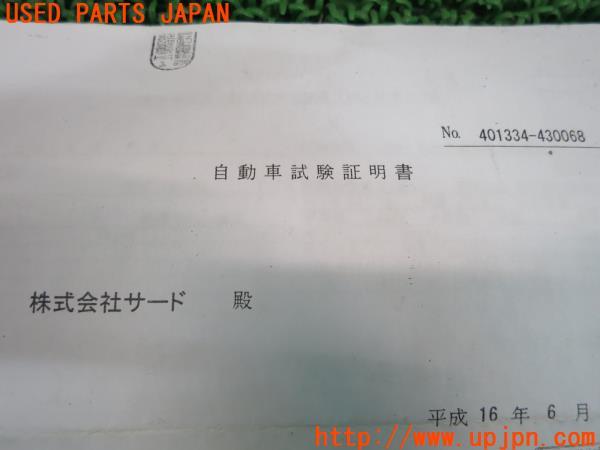 USED PARTS JAPAN
No. 401334-430068
自動車試験証明書
株式会社サード 殿
平成 16 年 6 月
http://www.upjpn.com/